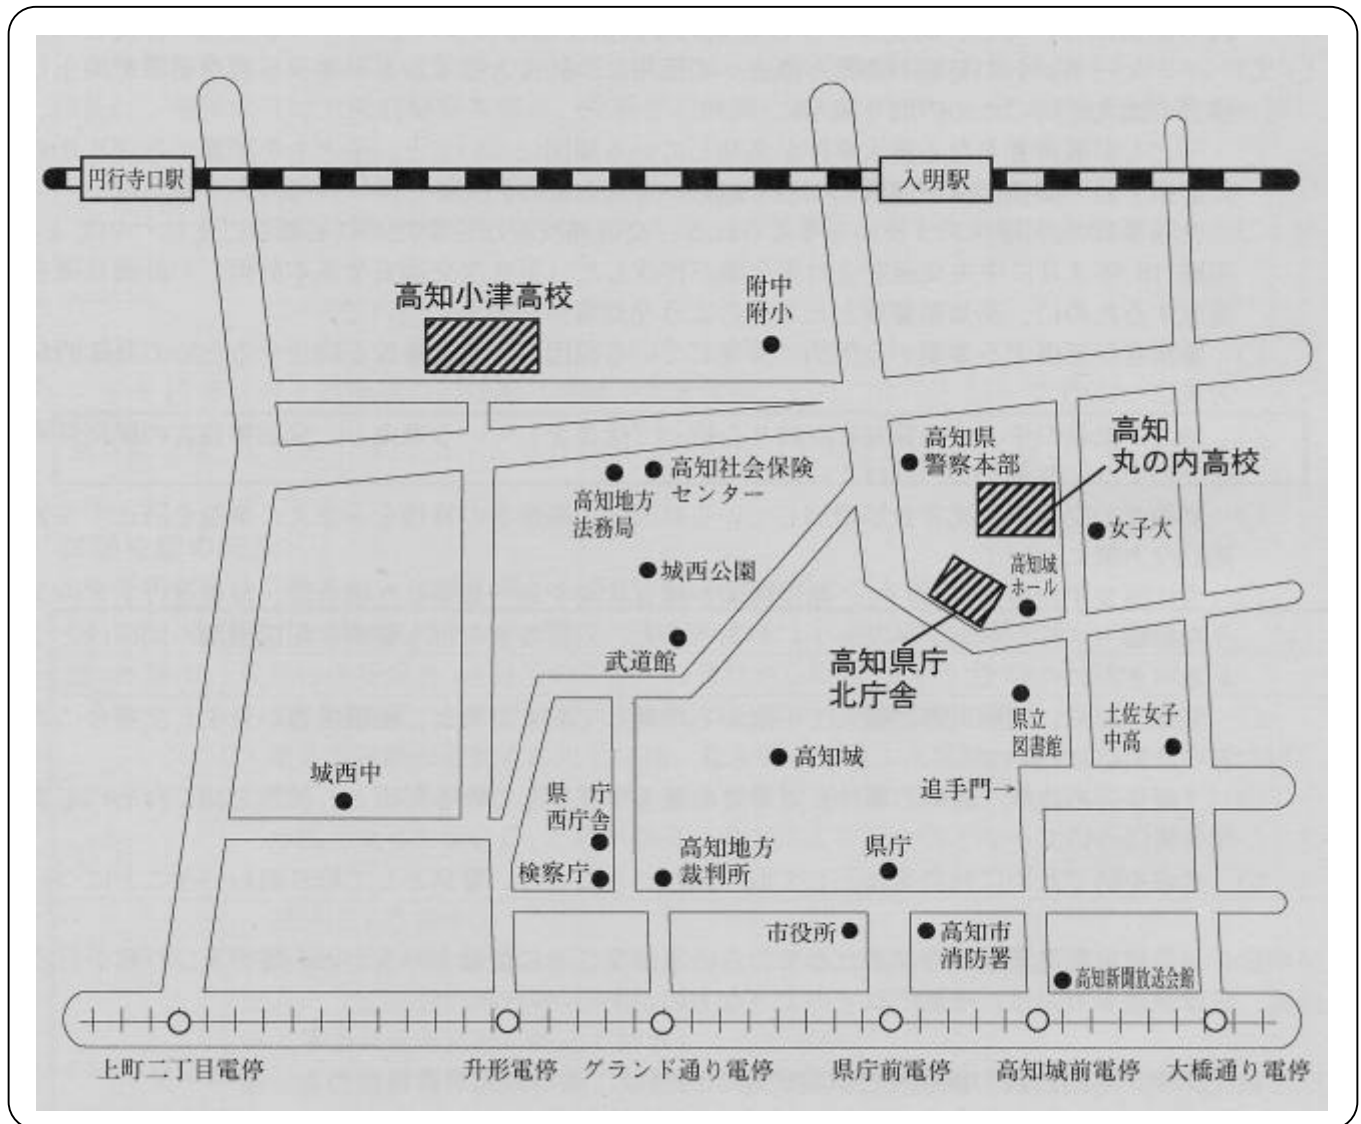 円行寺口駅
入明駅
高知小津高校
附中
附小
高知
丸の内高校
高知県
警察本部
高知社会保険
センター
高知地方
法務局
女子大
高知城
ホール
城西公園
武道館
高知県庁
北庁舎
県立
図書館
土佐女子
中高
高知城
追手門→
城西中
県 庁
西庁舎
検察庁
高知地方
裁判所
県庁
市役所
高知市
消防署
高知新聞放送会館
上町二丁目電停
升形電停
グランド通り電停
県庁前電停
高知城前電停
大橋通り電停